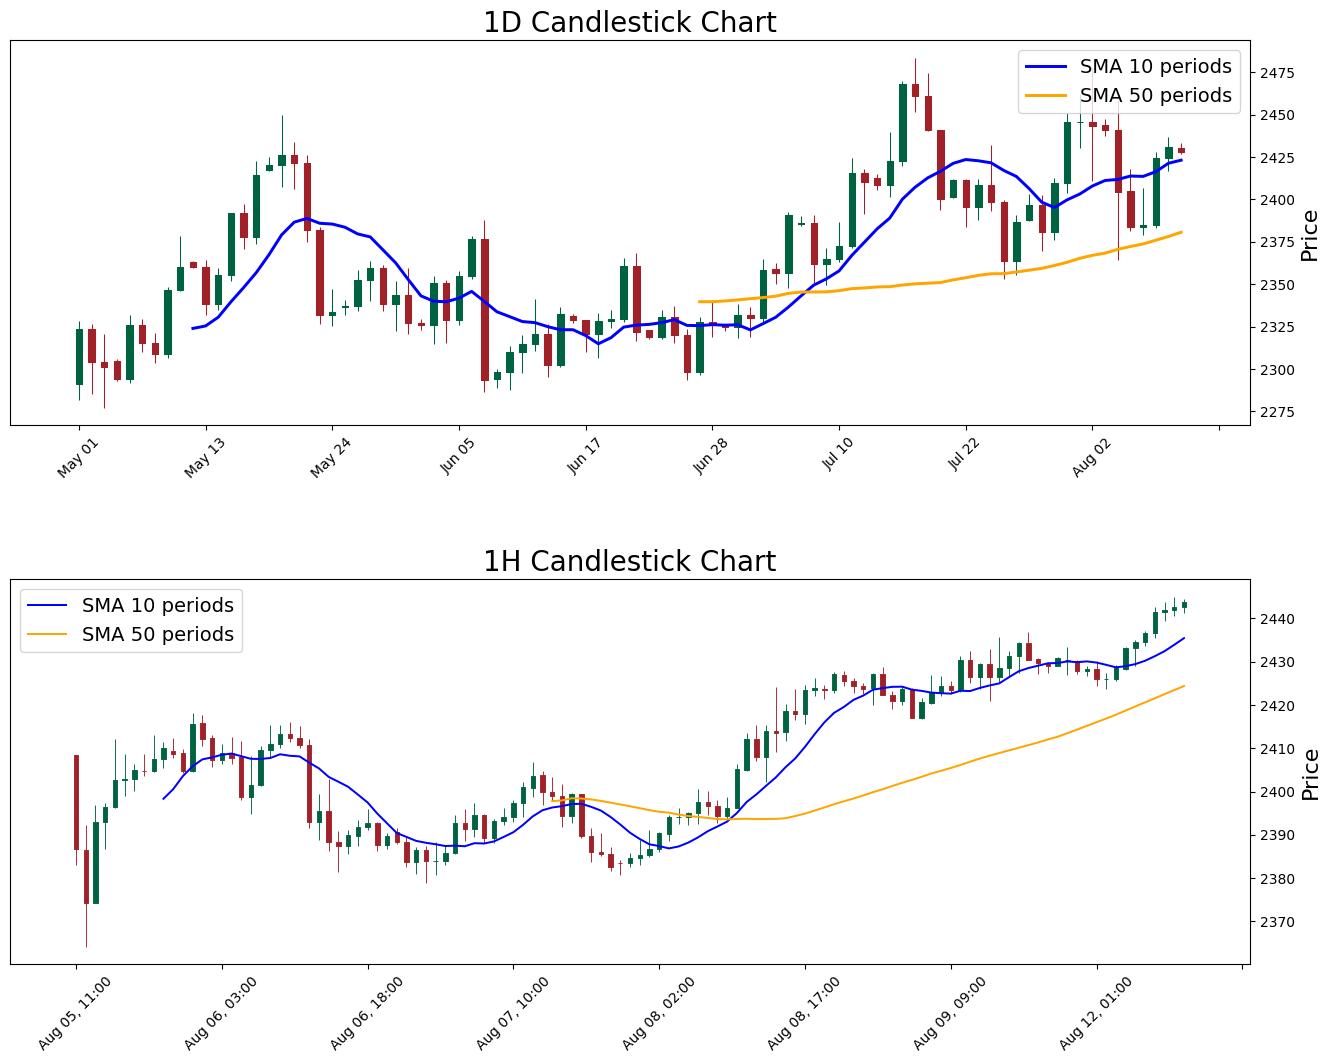 1D Candlestick Chart
SMA 10 periods
SMA 50 periods
2475
2450
2425
2400
2375
2350
2325
2300
2275
Price
May 01
May 13
May 24
Jun 05
Jun 17
Jun 28
Jul 10
Jul 22
Aug 02
1H Candlestick Chart
SMA 10 periods
SMA 50 periods
2440
2430
2420
2410
2400
2390
2380
2370
Price
Aug 05, 11:00
Aug 06, 03:00
Aug 06, 18:00
Aug 07, 10:00
Aug 08, 02:00
Aug 08, 17:00
Aug 09, 09:00
Aug 12, 01:00